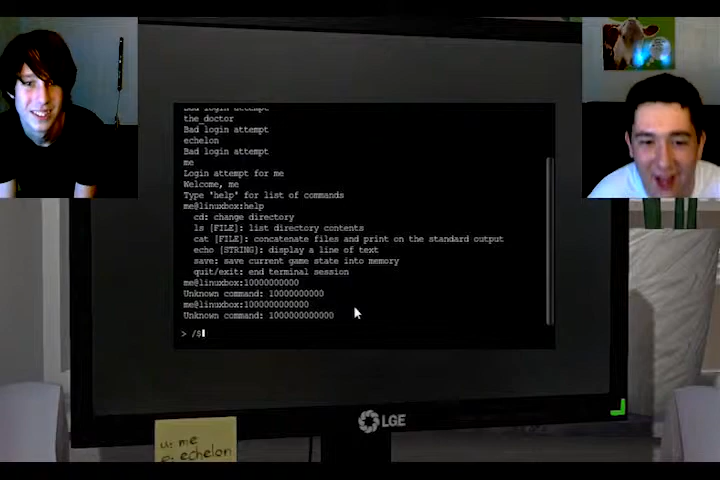 Bad login attempt
the_doctor
Bad login attempt
echelon
Bad login attempt
me
Login attempt for me
Welcome, me
Type 'help' for list of commands
me@linuxbox:help
cd: change directory
ls [FILE]: list directory contents
cat [FILE]: concatenate files and print on the standard output
echo [STRING]: display a line of text
save: save current game state into memory
quit/exit: end terminal session
me@linuxbox:10000000000
Unknown command: 10000000000
me@linuxbox:1000000000000
Unknown command: 1000000000000
> /S
LGE
u: me
p: echelon